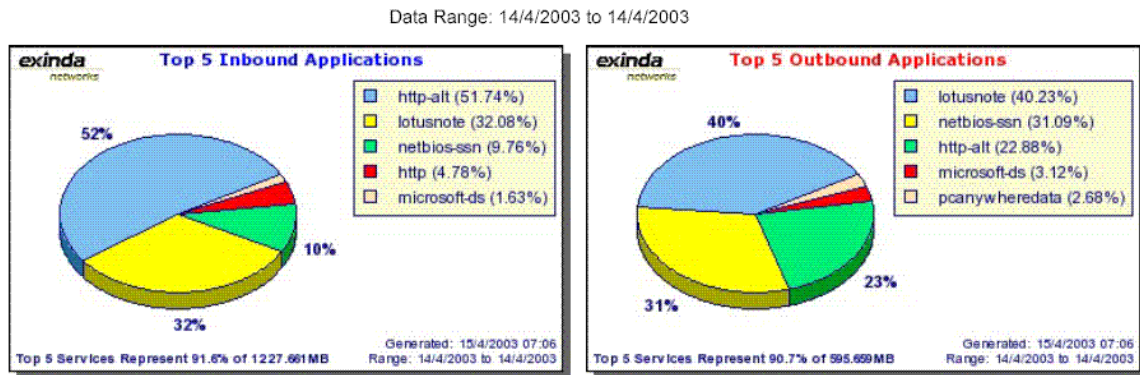 Data Range: 14/4/2003 to 14/4/2003
exinda
networks
Top 5 Inbound Applications
http-alt (51.74%)
lotusnote (32.08%)
netbios-ssn (9.76%)
http (4.78%)
microsoft-ds (1.63%)
52%
10%
32%
Generated: 15/4/2003 07:06
Top 5 Services Represent 91.6% of 1227.661MB
Range: 14/4/2003 to 14/4/2003
exinda
networks
Top 5 Outbound Applications
lotusnote (40.23%)
netbios-ssn (31.09%)
http-alt (22.88%)
microsoft-ds (3.12%)
pcanywheredata (2.68%)
40%
23%
31%
Generated: 15/4/2003 07:06
Top 5 Services Represent 90.7% of 595.659MB
Range: 14/4/2003 to 14/4/2003